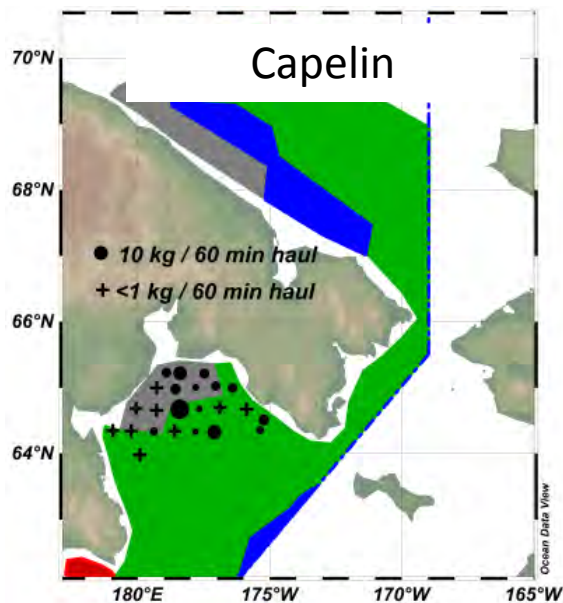 Capelin
70°N
68°N
● 10 kg / 60 min haul
+ <1 kg / 60 min haul
66°N
64°N
180°E
175°W
170°W
165°W
Ocean Data View